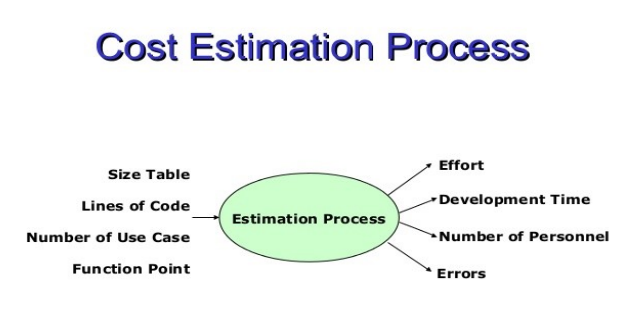 Cost Estimation Process
Size Table
Lines of Code
Number of Use Case
Function Point
Estimation Process
Effort
Development Time
Number of Personnel
Errors